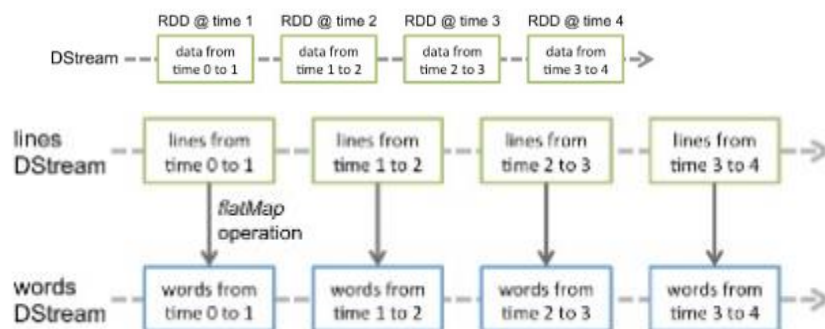 RDD @ time 1 RDD @ time 2 RDD @ time 3 RDD @ time 4
DStream
data from
time 0 to 1
data from
time 1 to 2
data from
time 2 to 3
data from
time 3 to 4
lines
DStream
lines from
time 0 to 1
lines from
time 1 to 2
lines from
time 2 to 3
lines from
time 3 to 4
flatMap
operation
words
DStream
words from
time 0 to 1
words from
time 1 to 2
words from
time 2 to 3
words from
time 3 to 4